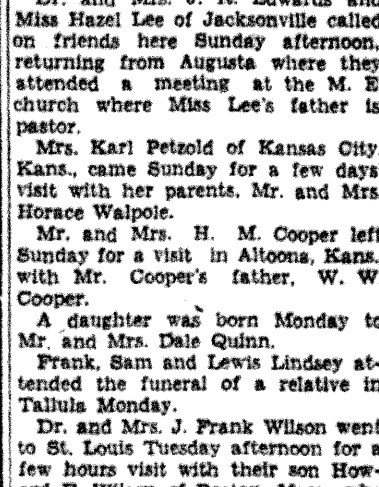 Dr. and Mrs. J. R. Edwards and
Miss Hazel Lee of Jacksonville called
on friends here Sunday afternoon,
returning from Augusta where they
attended a meeting at the M. E
church where Miss Lee's father is
pastor.
Mrs. Karl Petzold of Kansas City
Kans., came Sunday for a few days
visit with her parents, Mr. and Mrs
Horace Walpole.
Mr. and Mrs. H. M. Cooper left
Sunday for a visit in Altoona, Kans.
with Mr. Cooper's father, W. W
Cooper.
A daughter was born Monday to
Mr. and Mrs. Dale Quinn.
Frank, Sam and Lewis Lindsey at-
tended the funeral of a relative in
Tallula Monday.
Dr. and Mrs. J. Frank Wilson went
to St. Louis Tuesday afternoon for a
few hours visit with their son How-